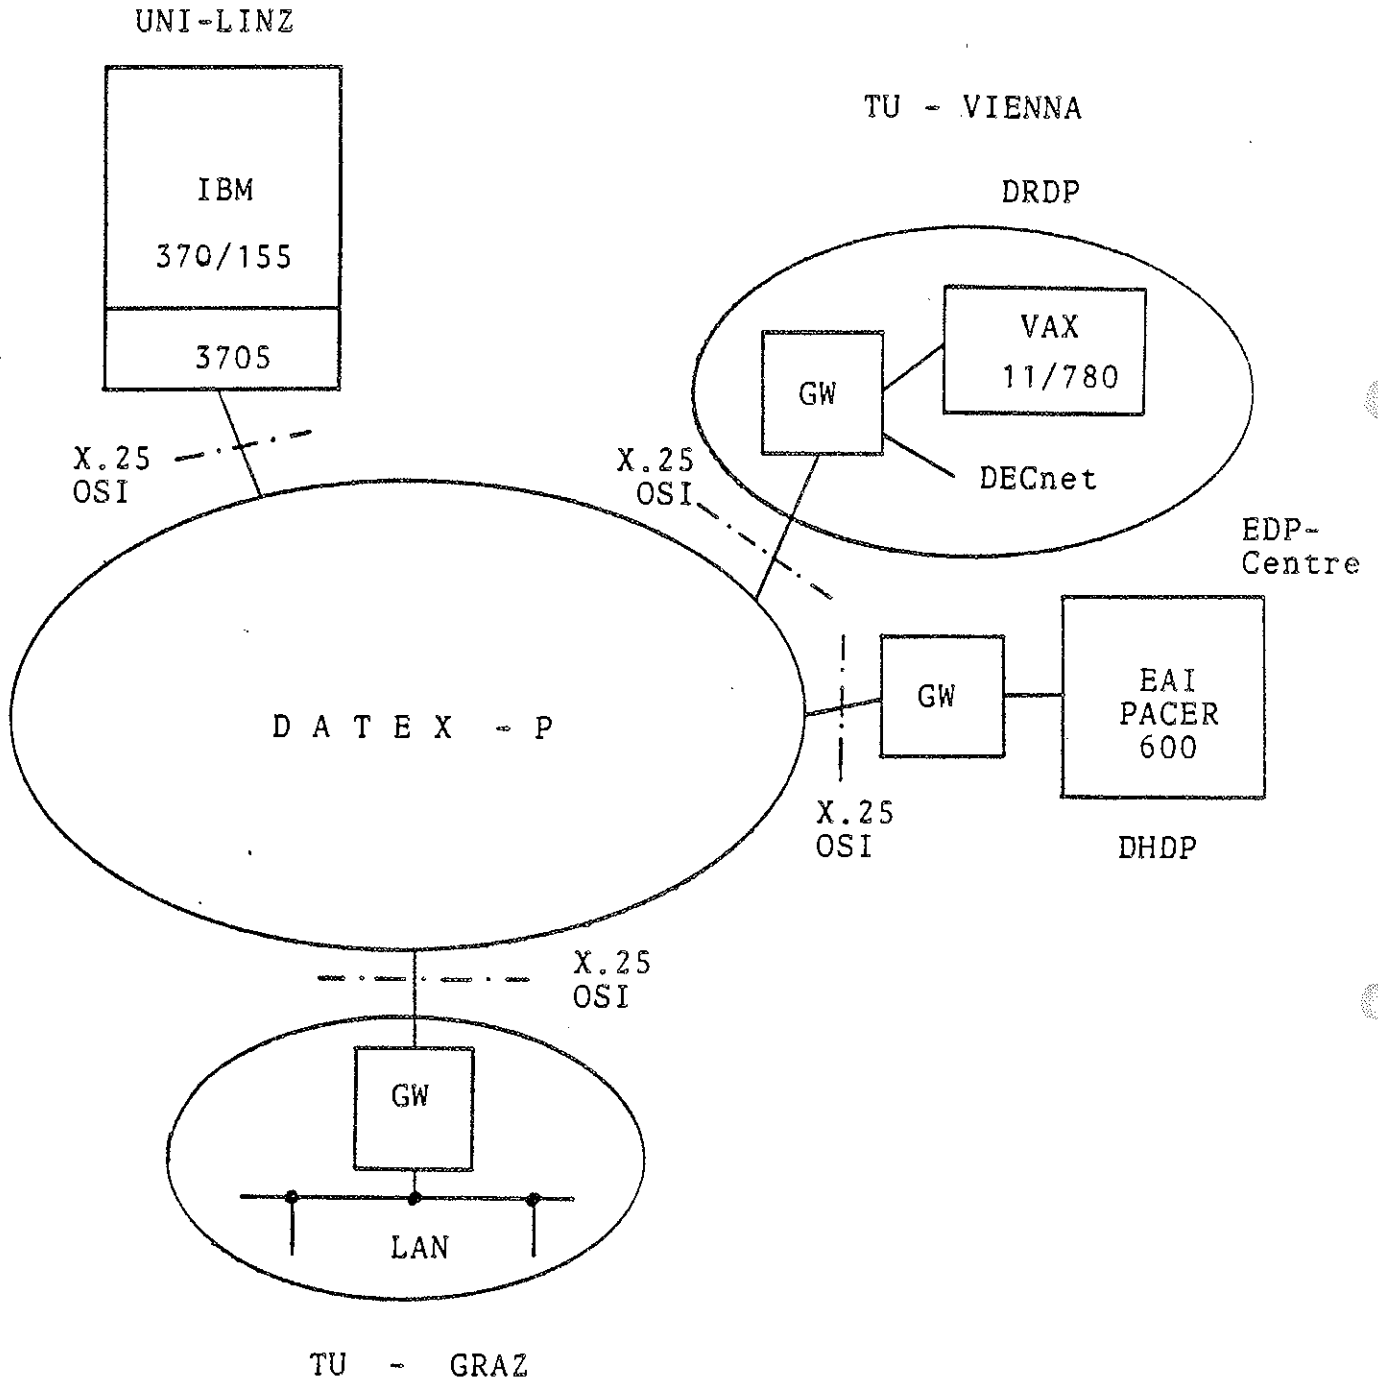 UNI-LINZ
TU - VIENNA
IBM
370/155
3705
DRDP
VAX
11/780
GW
DECnet
X.25
OSI
X.25
OSI
EDP-
Centre
EAI
PACER
600
GW
DATEX - P
X.25
OSI
DHDP
X.25
OSI
GW
LAN
TU - GRAZ